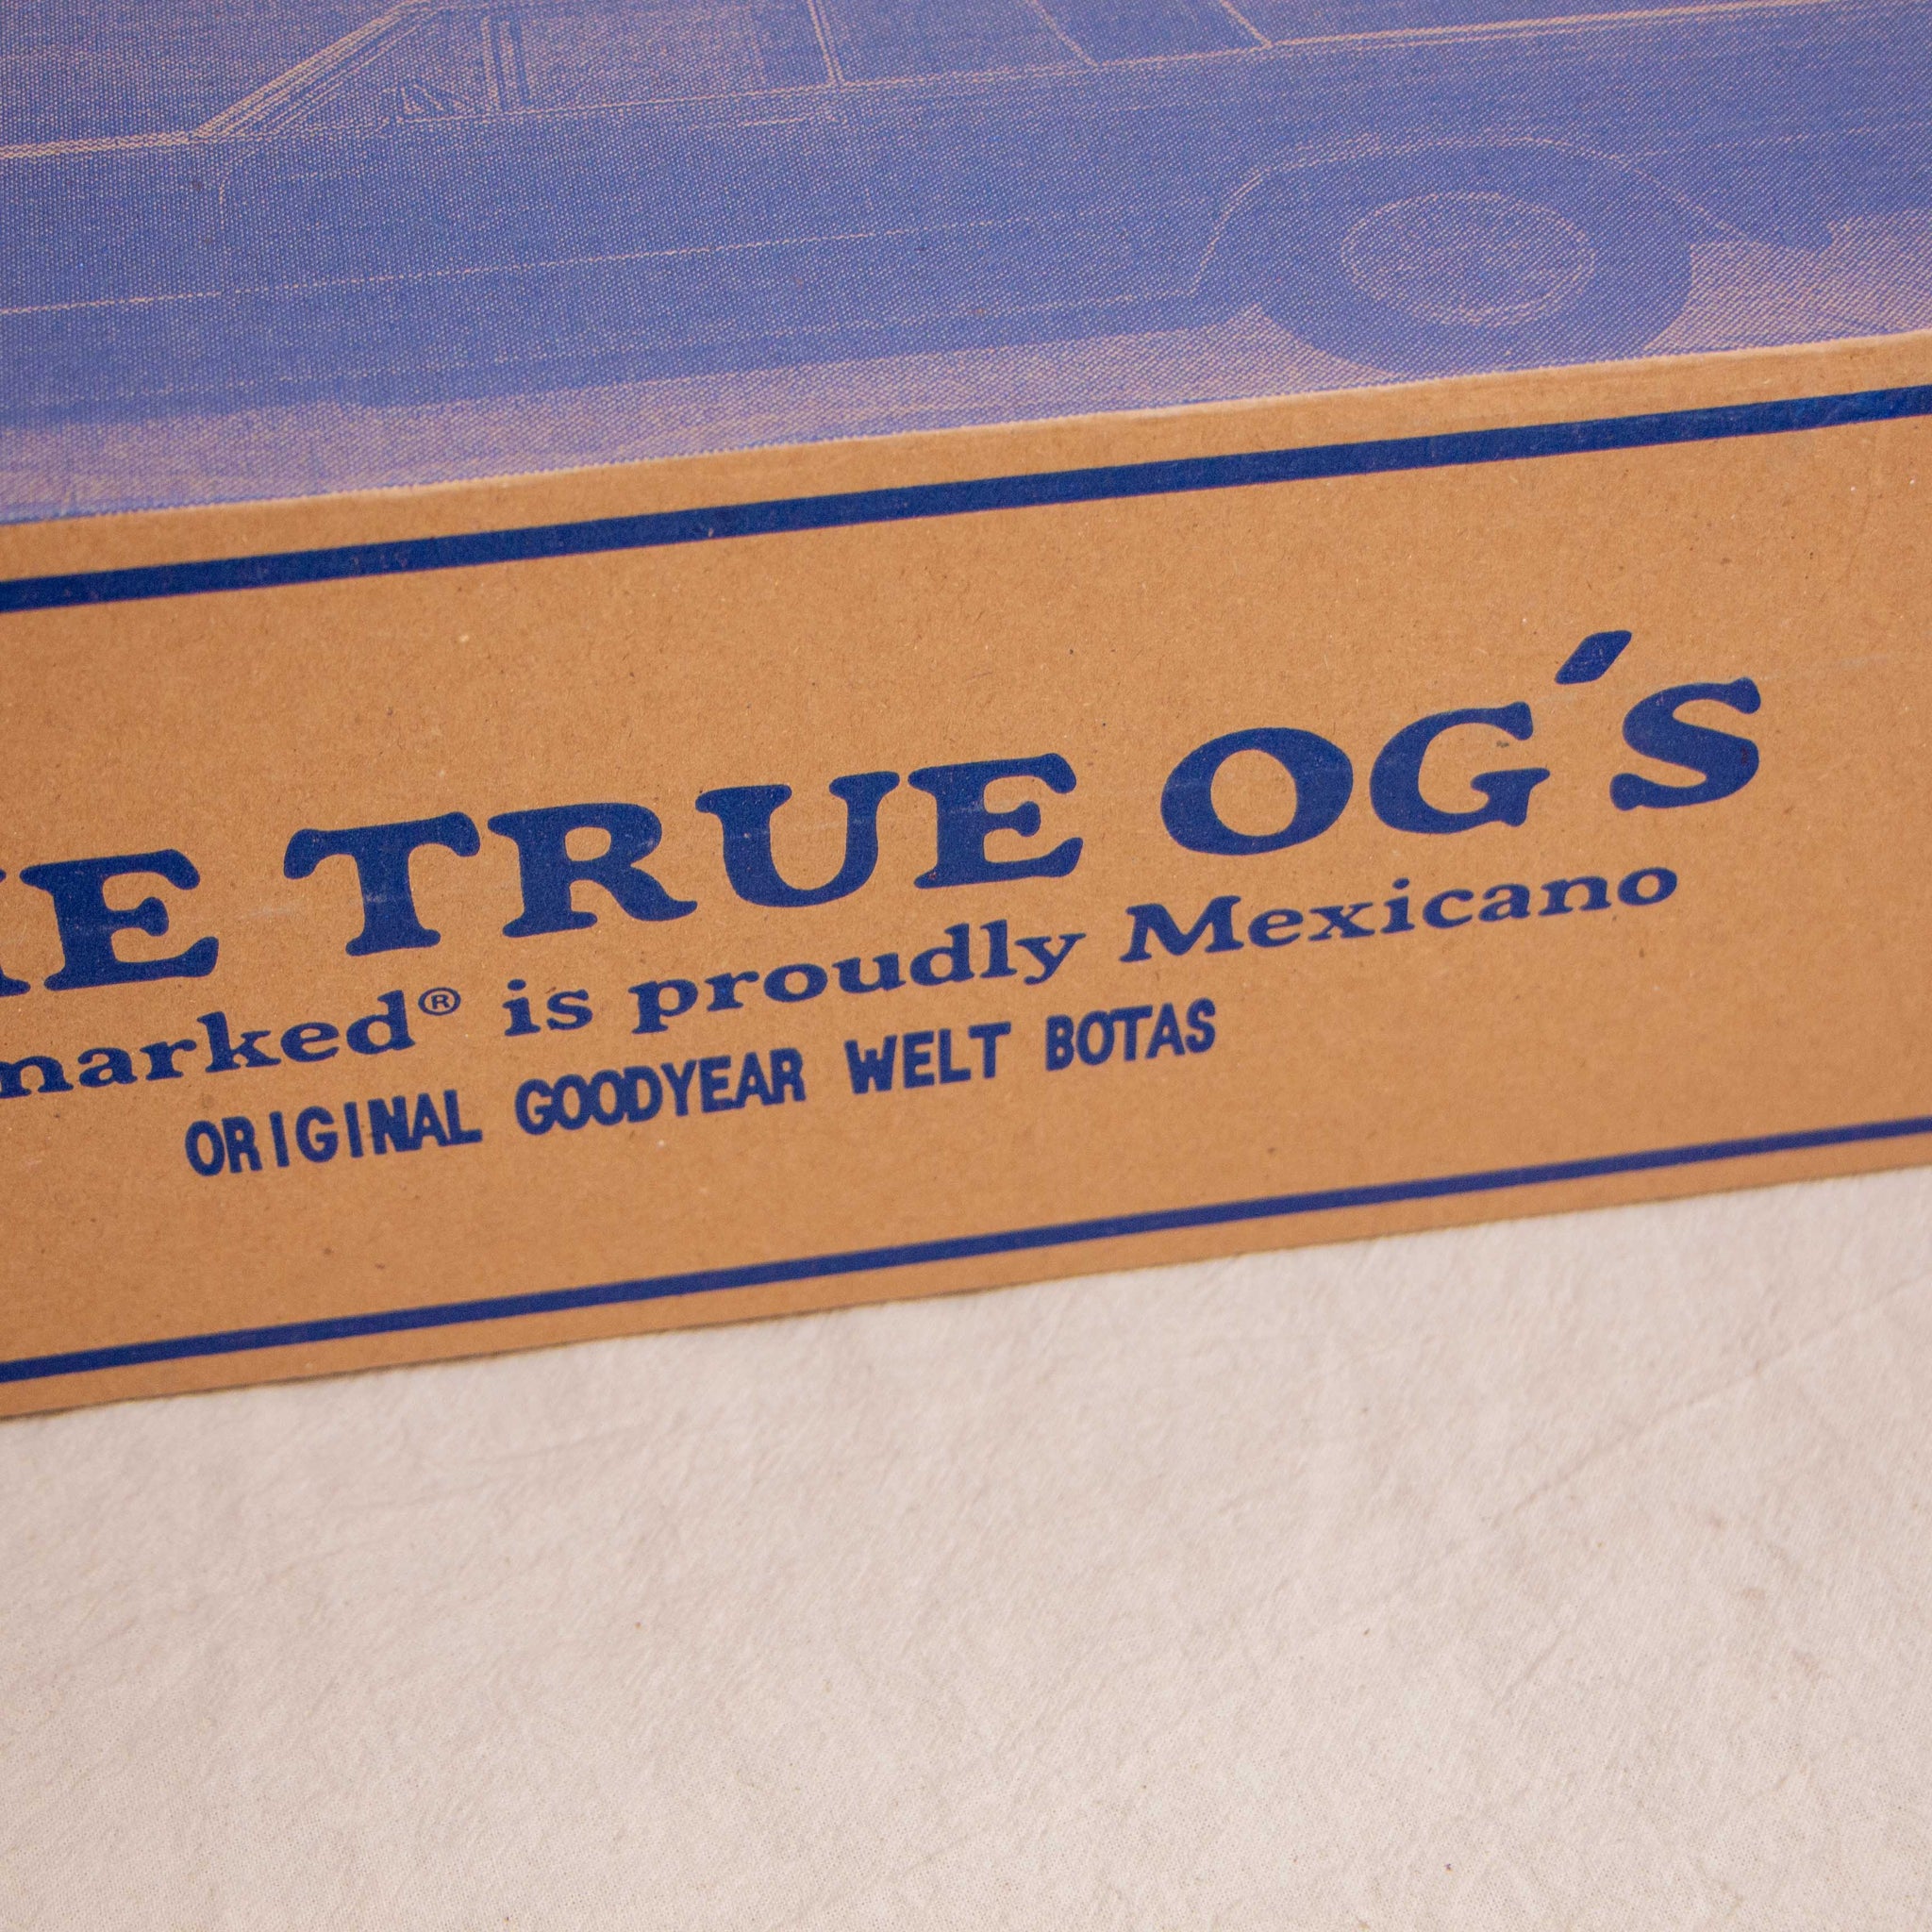 TRUE OG'S
marked® is proudly Mexicano
ORIGINAL GOODYEAR WELT BOTAS